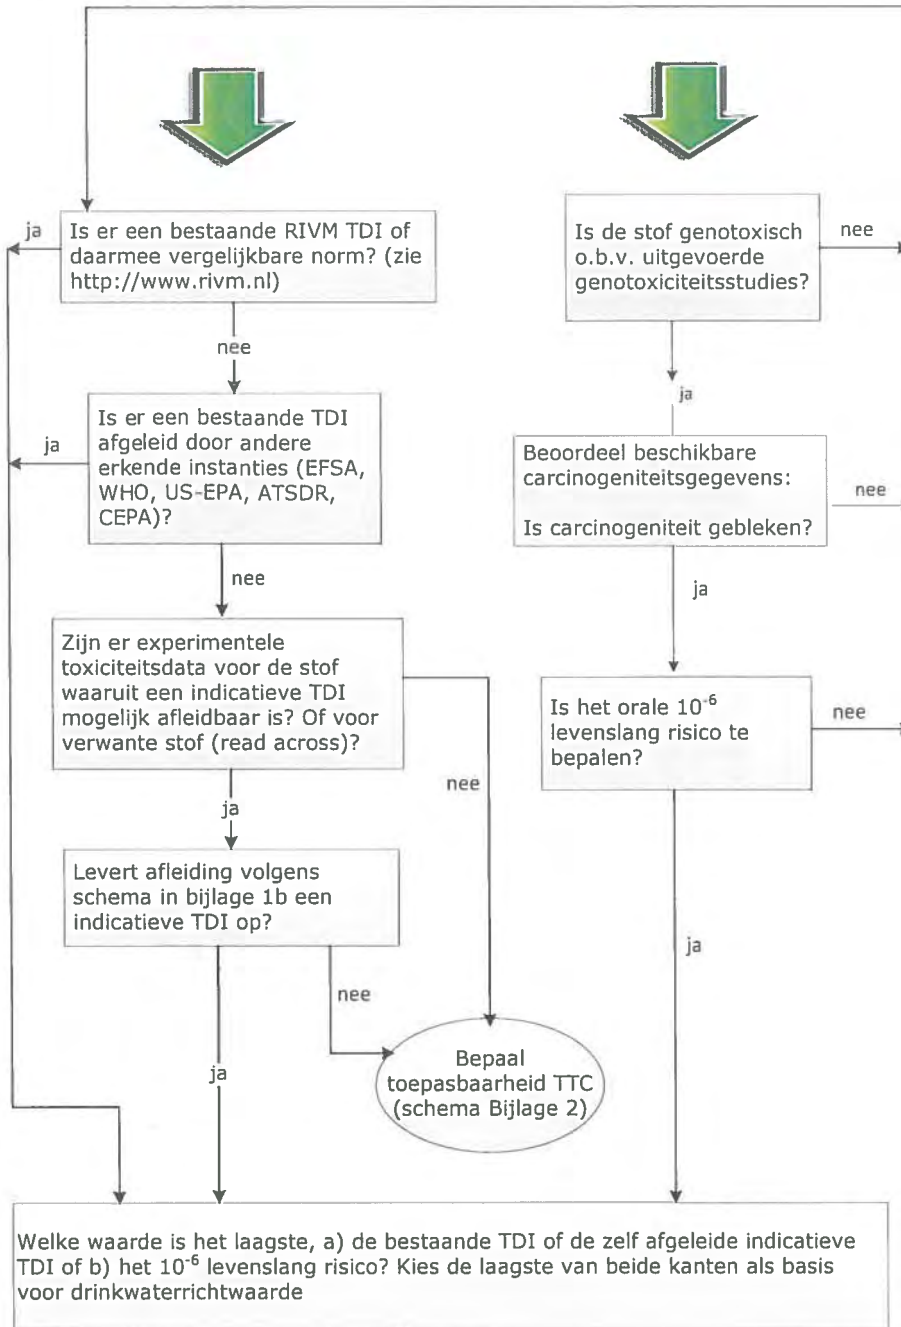 ja
Is er een bestaande RIVM TDI of
daarmee vergelijkbare norm? (zie
http://www.rivm.nl)
nee
ja
Is er een bestaande TDI
afgeleid door andere
erkende instanties (EFSA,
WHO, US-EPA, ATSDR,
CEPA)?
nee
Zijn er experimentele
toxiciteitsdata voor de stof
waaruit een indicatieve TDI
mogelijk afleidbaar is? Of voor
verwante stof (read across)?
nee
ja
Levert afleiding volgens
schema in bijlage 1b een
indicatieve TDI op?
nee
ja
Bepaal
toepasbaarheid TTC
(schema Bijlage 2)
Is de stof genotoxisch
o.b.v. uitgevoerde
genotoxiciteitsstudies?
nee
ja
Beoordeel beschikbare
carcinogeniteitsgegevens:
Is carcinogeniteit gebleken?
nee
ja
Is het orale 10⁻⁶
levenslang risico te
bepalen?
nee
ja
Welke waarde is het laagste, a) de bestaande TDI of de zelf afgeleide indicatieve
TDI of b) het 10⁻⁶ levenslang risico? Kies de laagste van beide kanten als basis
voor drinkwaterrichtwaarde